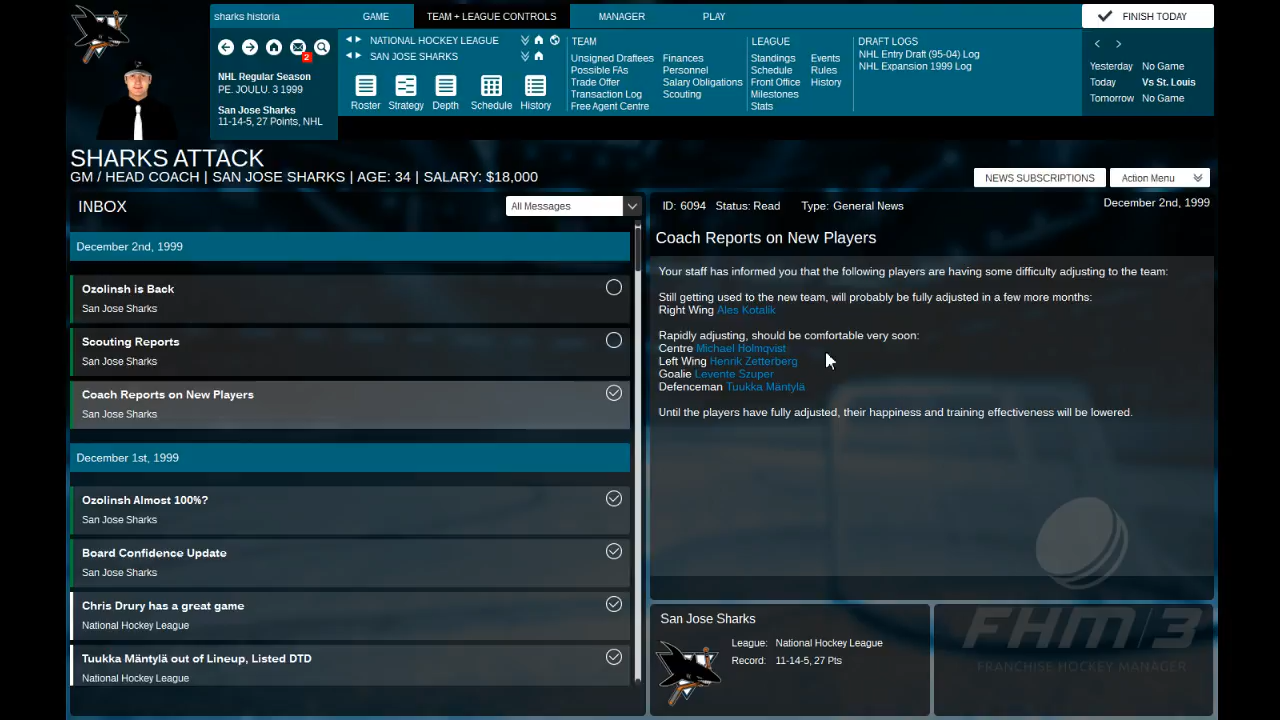 sharks historia
GAME
TEAM + LEAGUE CONTROLS
MANAGER
PLAY
FINISH TODAY
2
NHL Regular Season
PE. JOULU. 3 1999
San Jose Sharks
11-14-5, 27 Points, NHL
NATIONAL HOCKEY LEAGUE
SAN JOSE SHARKS
Roster
Strategy
Depth
Schedule
History
TEAM
Unsigned Draftees
Possible FAs
Trade Offer
Transaction Log
Free Agent Centre
Finances
Personnel
Salary Obligations
Scouting
LEAGUE
Standings
Schedule
Front Office
Milestones
Stats
Events
Rules
History
DRAFT LOGS
NHL Entry Draft (95-04) Log
NHL Expansion 1999 Log
Yesterday No Game
Today Vs St. Louis
Tomorrow No Game
SHARKS ATTACK
GM / HEAD COACH | SAN JOSE SHARKS | AGE: 34 | SALARY: $18,000
NEWS SUBSCRIPTIONS
Action Menu
INBOX
All Messages
December 2nd, 1999
Ozolinsh is Back
San Jose Sharks
Scouting Reports
San Jose Sharks
Coach Reports on New Players
San Jose Sharks
December 1st, 1999
Ozolinsh Almost 100%?
San Jose Sharks
Board Confidence Update
San Jose Sharks
Chris Drury has a great game
National Hockey League
Tuukka Mäntylä out of Lineup, Listed DTD
National Hockey League
ID: 6094 Status: Read Type: General News
December 2nd, 1999
Coach Reports on New Players
Your staff has informed you that the following players are having some difficulty adjusting to the team:
Still getting used to the new team, will probably be fully adjusted in a few more months:
Right Wing Ales Kotalík
Rapidly adjusting, should be comfortable very soon:
Centre Michael Holmqvist
Left Wing Henrik Zetterberg
Goalie Levente Szuper
Defenceman Tuukka Mäntylä
Until the players have fully adjusted, their happiness and training effectiveness will be lowered.
San Jose Sharks
League: National Hockey League
Record: 11-14-5, 27 Pts
FHM/3
FRANCHISE HOCKEY MANAGER